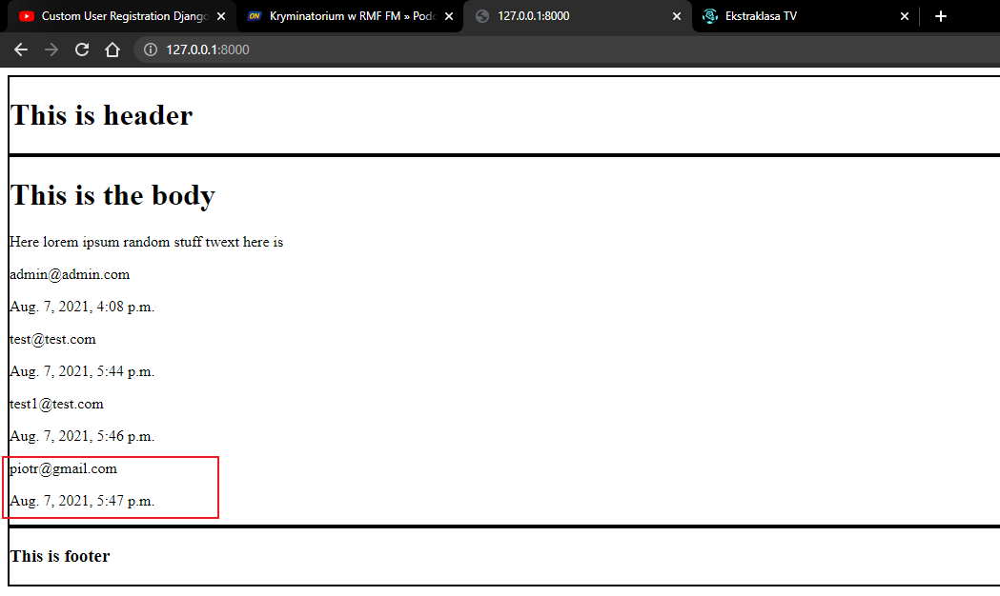 Custom User Registration Djang
ON Kryminatorium w RMF FM » Podc
127.0.0.1:8000
Ekstraklasa TV
127.0.0.1:8000
This is header
This is the body
Here lorem ipsum random stuff twext here is
admin@admin.com
Aug. 7, 2021, 4:08 p.m.
test@test.com
Aug. 7, 2021, 5:44 p.m.
test1@test.com
Aug. 7, 2021, 5:46 p.m.
piotr@gmail.com
Aug. 7, 2021, 5:47 p.m.
This is footer